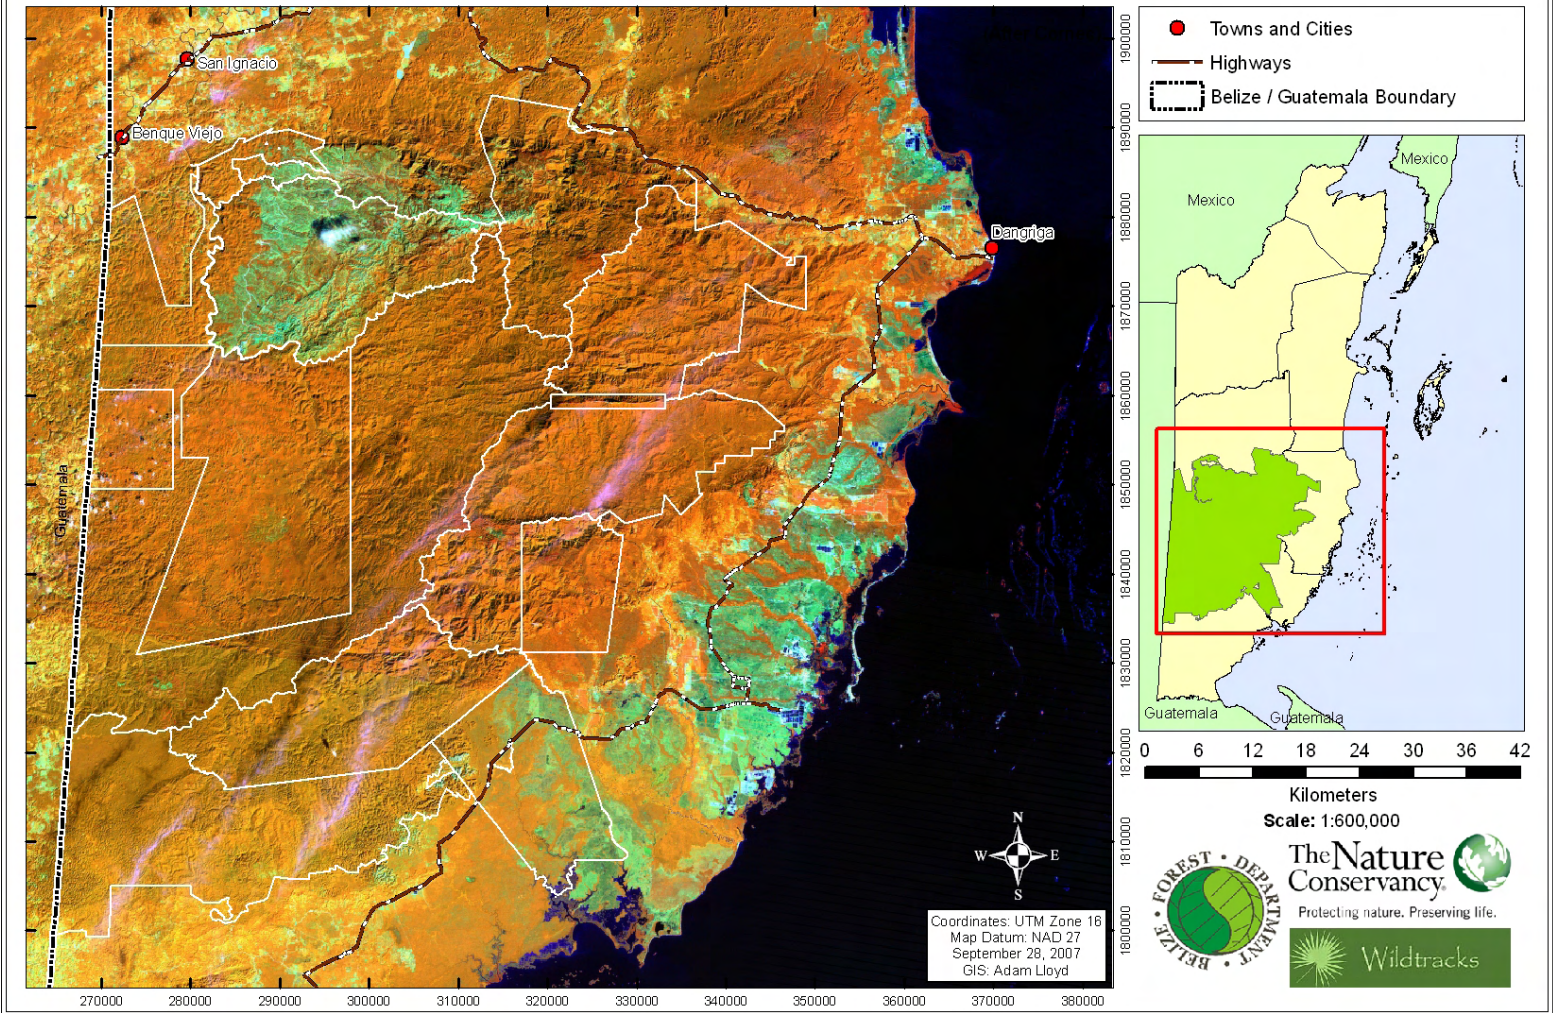 San Ignacio
Benque Viejo
Dangriga
Guatemala
1900000
1890000
1880000
1870000
1860000
1850000
1840000
1830000
1820000
1810000
1800000
270000 280000 290000 300000 310000 320000 330000 340000 350000 360000 370000 380000
N
W E
S
Coordinates: UTM Zone 16
Map Datum: NAD 27
September 28, 2007
GIS: Adam Lloyd
Towns and Cities
Highways
Belize / Guatemala Boundary
Mexico
Mexico
Guatemala
Guatemala
0 6 12 18 24 30 36 42
Kilometers
Scale: 1:600,000
BELIZE • FOREST • DEPARTMENT •
The Nature
Conservancy
Protecting nature. Preserving life.
Wildtracks